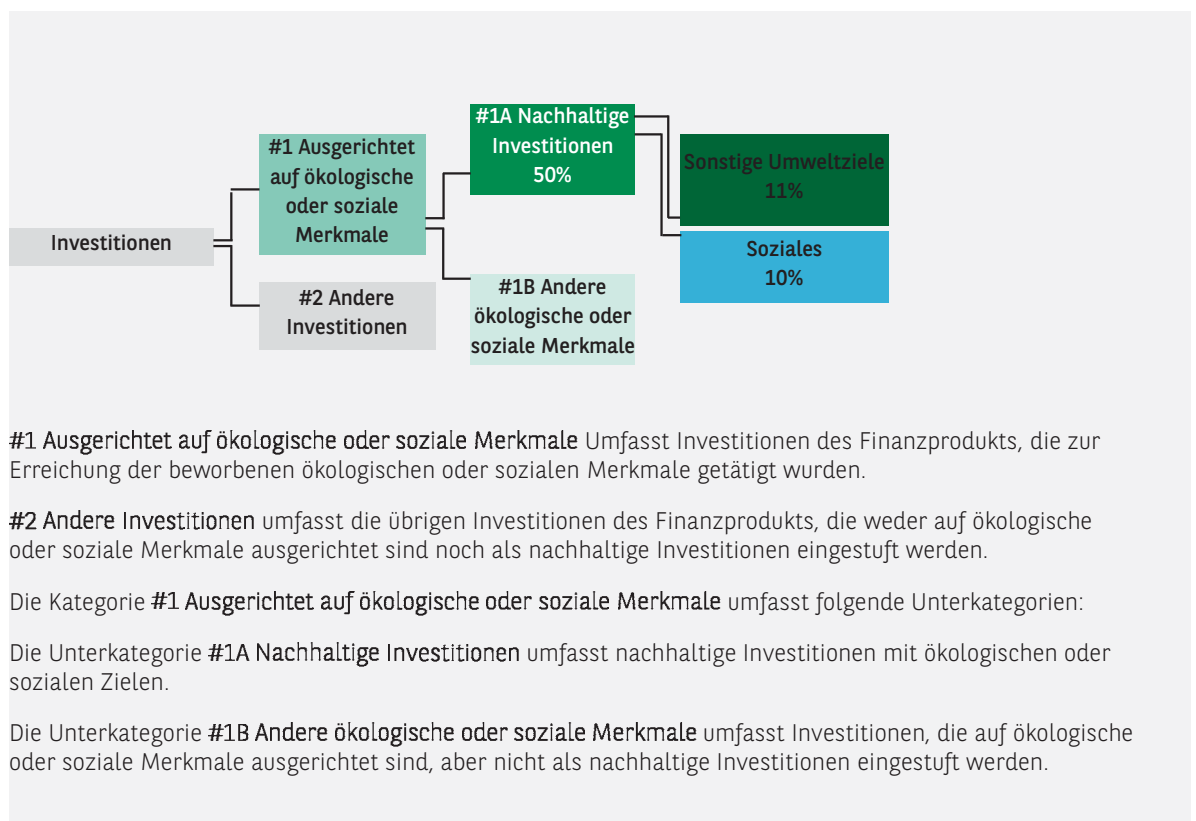 #1A Nachhaltige
Investitionen
50%
#1 Ausgerichtet
auf ökologische
oder soziale
Merkmale
Sonstige Umweltziele
11%
Investitionen
Soziales
10%
#2 Andere
Investitionen
#1B Andere
ökologische oder
soziale Merkmale
#1 Ausgerichtet auf ökologische oder soziale Merkmale Umfasst Investitionen des Finanzprodukts, die zur
Erreichung der beworbenen ökologischen oder sozialen Merkmale getätigt wurden.
#2 Andere Investitionen umfasst die übrigen Investitionen des Finanzprodukts, die weder auf ökologische
oder soziale Merkmale ausgerichtet sind noch als nachhaltige Investitionen eingestuft werden.
Die Kategorie #1 Ausgerichtet auf ökologische oder soziale Merkmale umfasst folgende Unterkategorien:
Die Unterkategorie #1A Nachhaltige Investitionen umfasst nachhaltige Investitionen mit ökologischen oder
sozialen Zielen.
Die Unterkategorie #1B Andere ökologische oder soziale Merkmale umfasst Investitionen, die auf ökologische
oder soziale Merkmale ausgerichtet sind, aber nicht als nachhaltige Investitionen eingestuft werden.